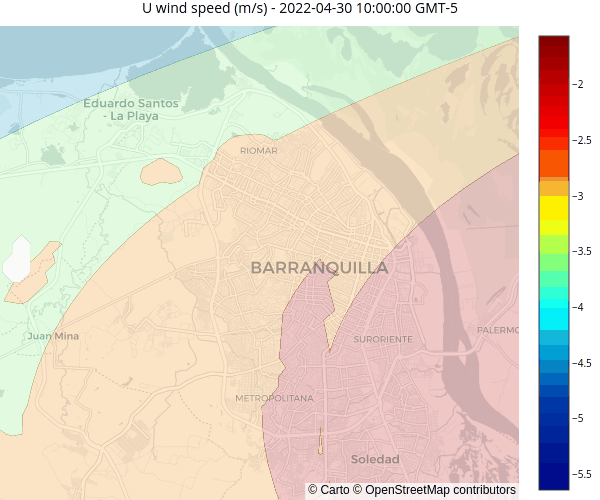 U wind speed (m/s) - 2022-04-30 10:00:00 GMT-5
Eduardo Santos
- La Playa
RIOMAR
BARRANQUILLA
Juan Mina
SURORIENTE
PALERMO
METROPOLITANA
Soledad
© Carto © OpenStreetMap contributors
−2
−2.5
−3
−3.5
−4
−4.5
−5
−5.5